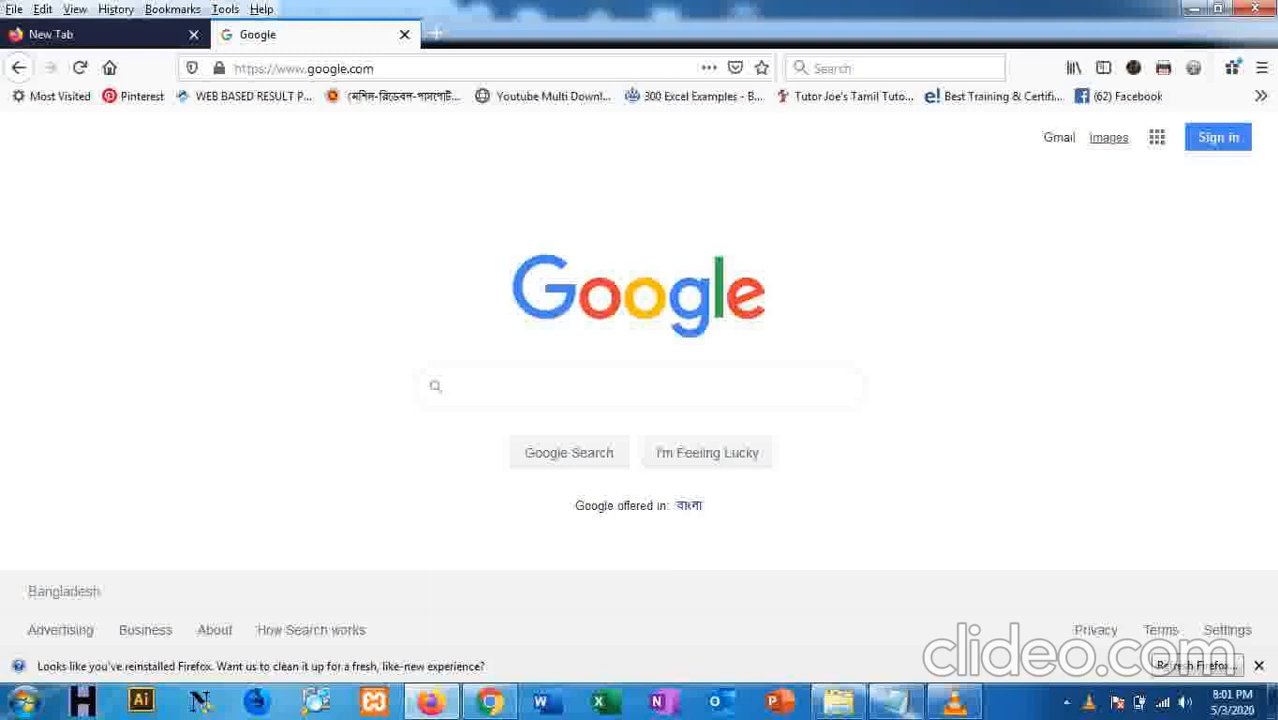 File Edit View History Bookmarks Tools Help
New Tab Google
https://www.google.com Search
Most Visited Pinterest WEB BASED RESULT P... মেশিন-রিডেবল-পাসপোর্ট... Youtube Multi Downl... 300 Excel Examples - B... Tutor Joe's Tamil Tuto... Best Training & Certifi... (62) Facebook
Gmail Images Sign in
Google
Google Search I'm Feeling Lucky
Google offered in: বাংলা
Bangladesh
Advertising Business About How Search works Privacy Terms Settings
clideo.com
Looks like you've reinstalled Firefox. Want us to clean it up for a fresh, like-new experience? Refresh Firefox...
8:01 PM
5/3/2020